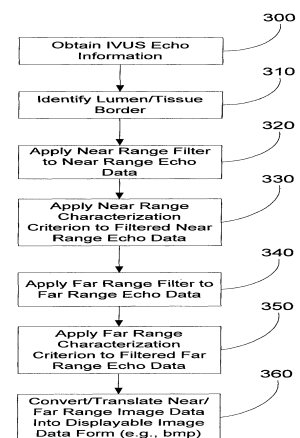 300
Obtain IVUS Echo
Information
310
Identify Lumen/Tissue
Border
320
Apply Near Range Filter
to Near Range Echo
Data
330
Apply Near Range
Characterization
Criterion to Filtered Near
Range Echo Data
340
Apply Far Range Filter to
Far Range Echo Data
350
Apply Far Range
Characterization
Criterion to Filtered Far
Range Echo Data
360
Convert/Translate Near/
Far Range Image Data
Into Displayable Image
Data Form (e.g., bmp)